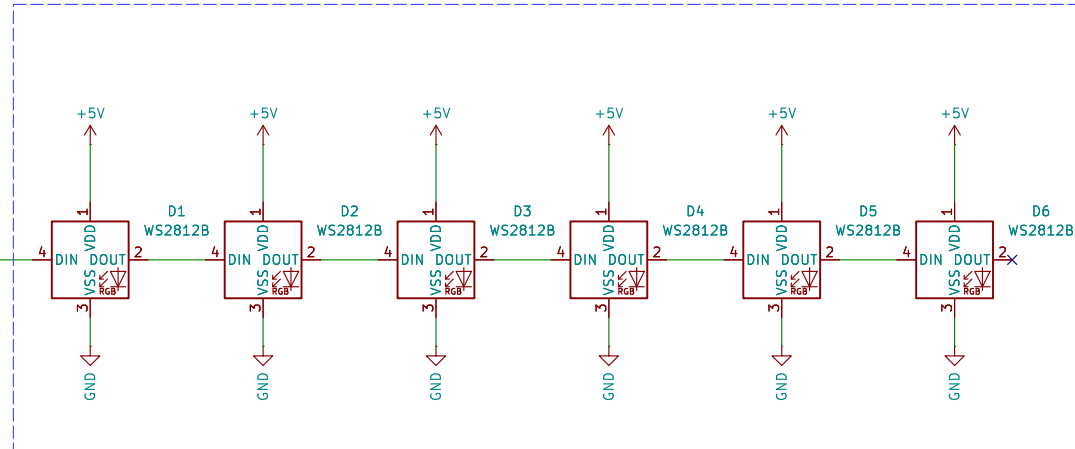 +5V +5V +5V +5V +5V +5V
1 1 1 1 1 1
D1 D2 D3 D4 D5 D6
WS2812B WS2812B WS2812B WS2812B WS2812B WS2812B
VDD VDD VDD VDD VDD VDD
4 2 4 2 4 2 4 2 4 2 4 2
DIN DOUT DIN DOUT DIN DOUT DIN DOUT DIN DOUT DIN DOUT
VSS VSS VSS VSS VSS VSS
RGB RGB RGB RGB RGB RGB
3 3 3 3 3 3
GND GND GND GND GND GND